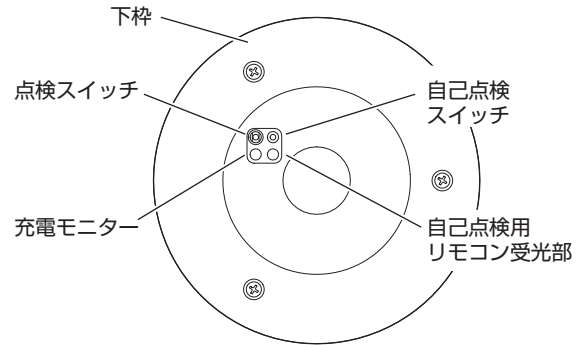 下枠
点検スイッチ
自己点検
スイッチ
充電モニター
自己点検用
リモコン受光部